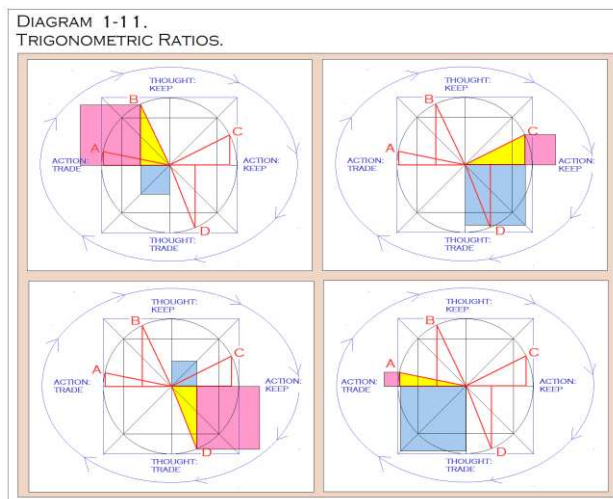 DIAGRAM 1-11.
TRIGONOMETRIC RATIOS.
THOUGHT:
KEEP
B
C
A
ACTION:
TRADE
ACTION:
KEEP
D
THOUGHT:
TRADE
THOUGHT:
KEEP
B
C
A
ACTION:
TRADE
ACTION:
KEEP
D
THOUGHT:
TRADE
THOUGHT:
KEEP
B
C
A
ACTION:
TRADE
ACTION:
KEEP
D
THOUGHT:
TRADE
THOUGHT:
KEEP
B
C
A
ACTION:
TRADE
ACTION:
KEEP
D
THOUGHT:
TRADE